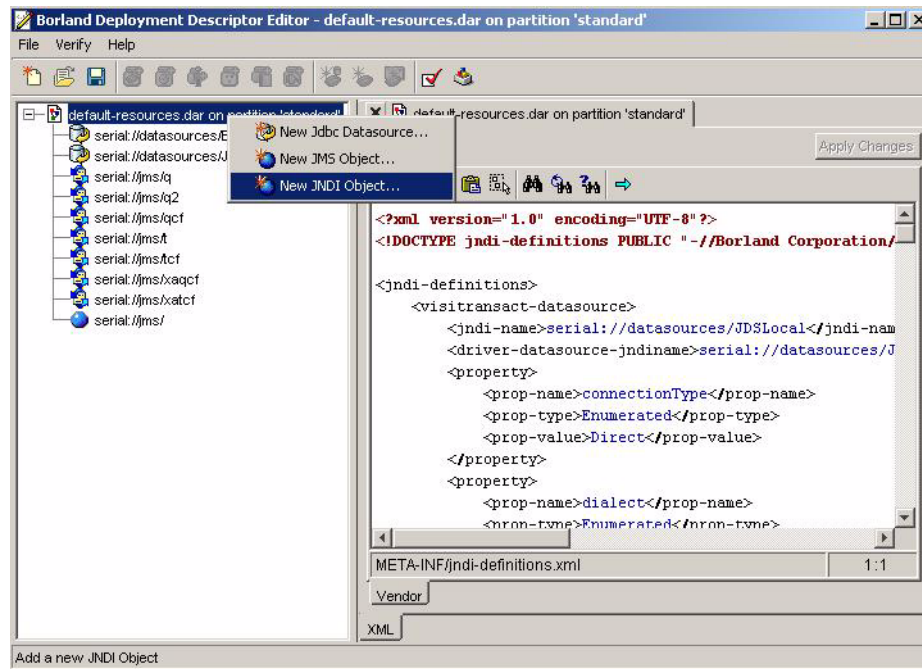 Borland Deployment Descriptor Editor - default-resources.dar on partition 'standard'
File Verify Help
default-resources.dar on partition 'standard'
serial://datasources/
serial://datasources/J
serial://jms/q
serial://jms/q2
serial://jms/qcf
serial://jms/t
serial://jms/tcf
serial://jms/xaqcf
serial://jms/xatcf
serial://jms/
New Jdbc Datasource...
New JMS Object...
New JNDI Object...
default-resources.dar on partition 'standard'
Apply Changes
<?xml version="1.0" encoding="UTF-8"?>
<!DOCTYPE jndi-definitions PUBLIC "-//Borland Corporation/
<jndi-definitions>
<visitransact-datasource>
<jndi-name>serial://datasources/JDSLocal</jndi-nam
<driver-datasource-jndiname>serial://datasources/J
<property>
<prop-name>connectionType</prop-name>
<prop-type>Enumerated</prop-type>
<prop-value>Direct</prop-value>
</property>
<property>
<prop-name>dialect</prop-name>
<prop-type>Enumerated</prop-type>
META-INF/jndi-definitions.xml
1:1
Vendor
XML
Add a new JNDI Object